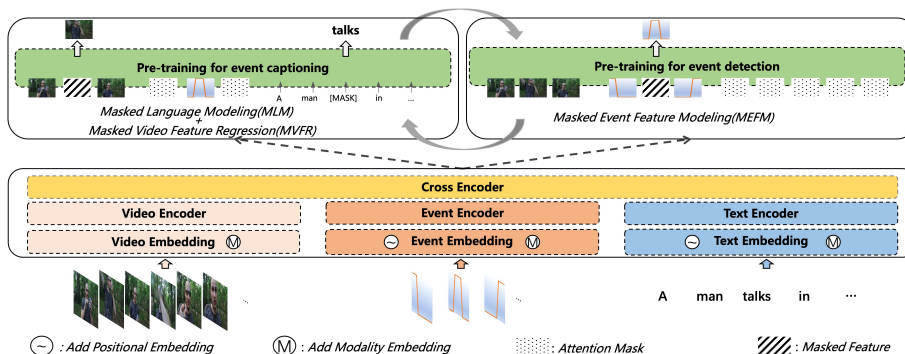 talks
Pre-training for event captioning
A man [MASK] in ...
Masked Language Modeling(MLM)
+
Masked Video Feature Regression(MVFR)
Pre-training for event detection
Masked Event Feature Modeling(MEFM)
Cross Encoder
Video Encoder
Event Encoder
Text Encoder
Video Embedding M
~ Event Embedding M
~ Text Embedding M
...
...
A man talks in ...
~ : Add Positional Embedding
M : Add Modality Embedding
: Attention Mask
: Masked Feature